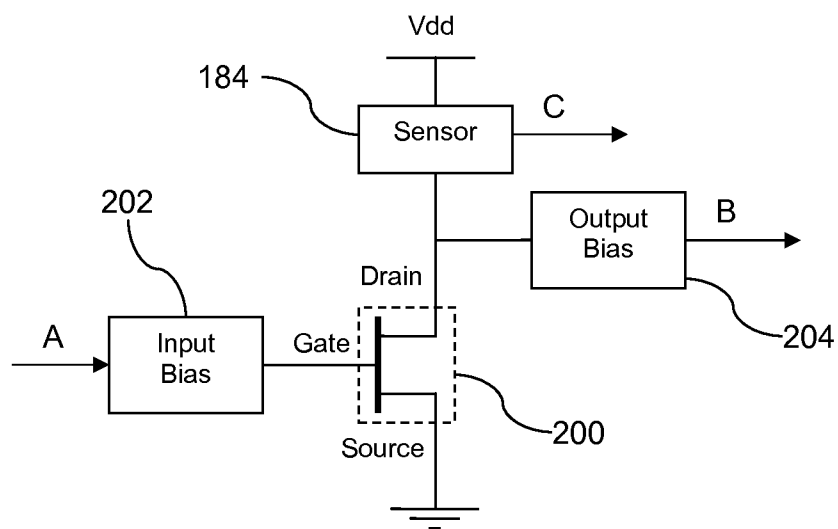 Vdd
184
C
Sensor
202
Output
Bias
B
Drain
A
Input
Bias
Gate
204
Source
200